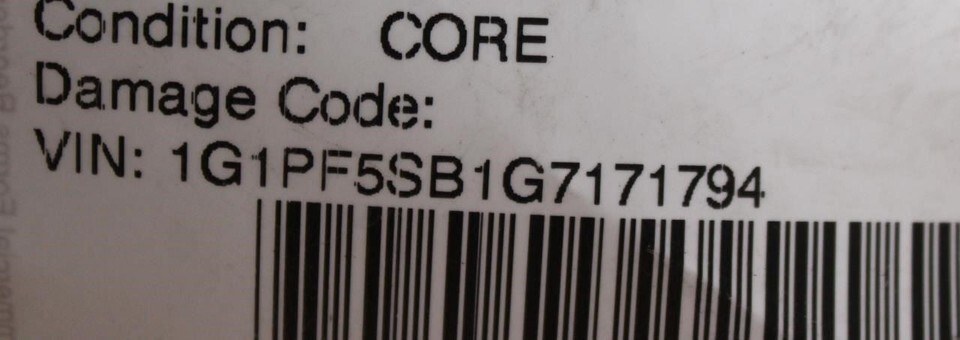 Condition: CORE
Damage Code:
VIN: 1G1PF5SB1G7171794